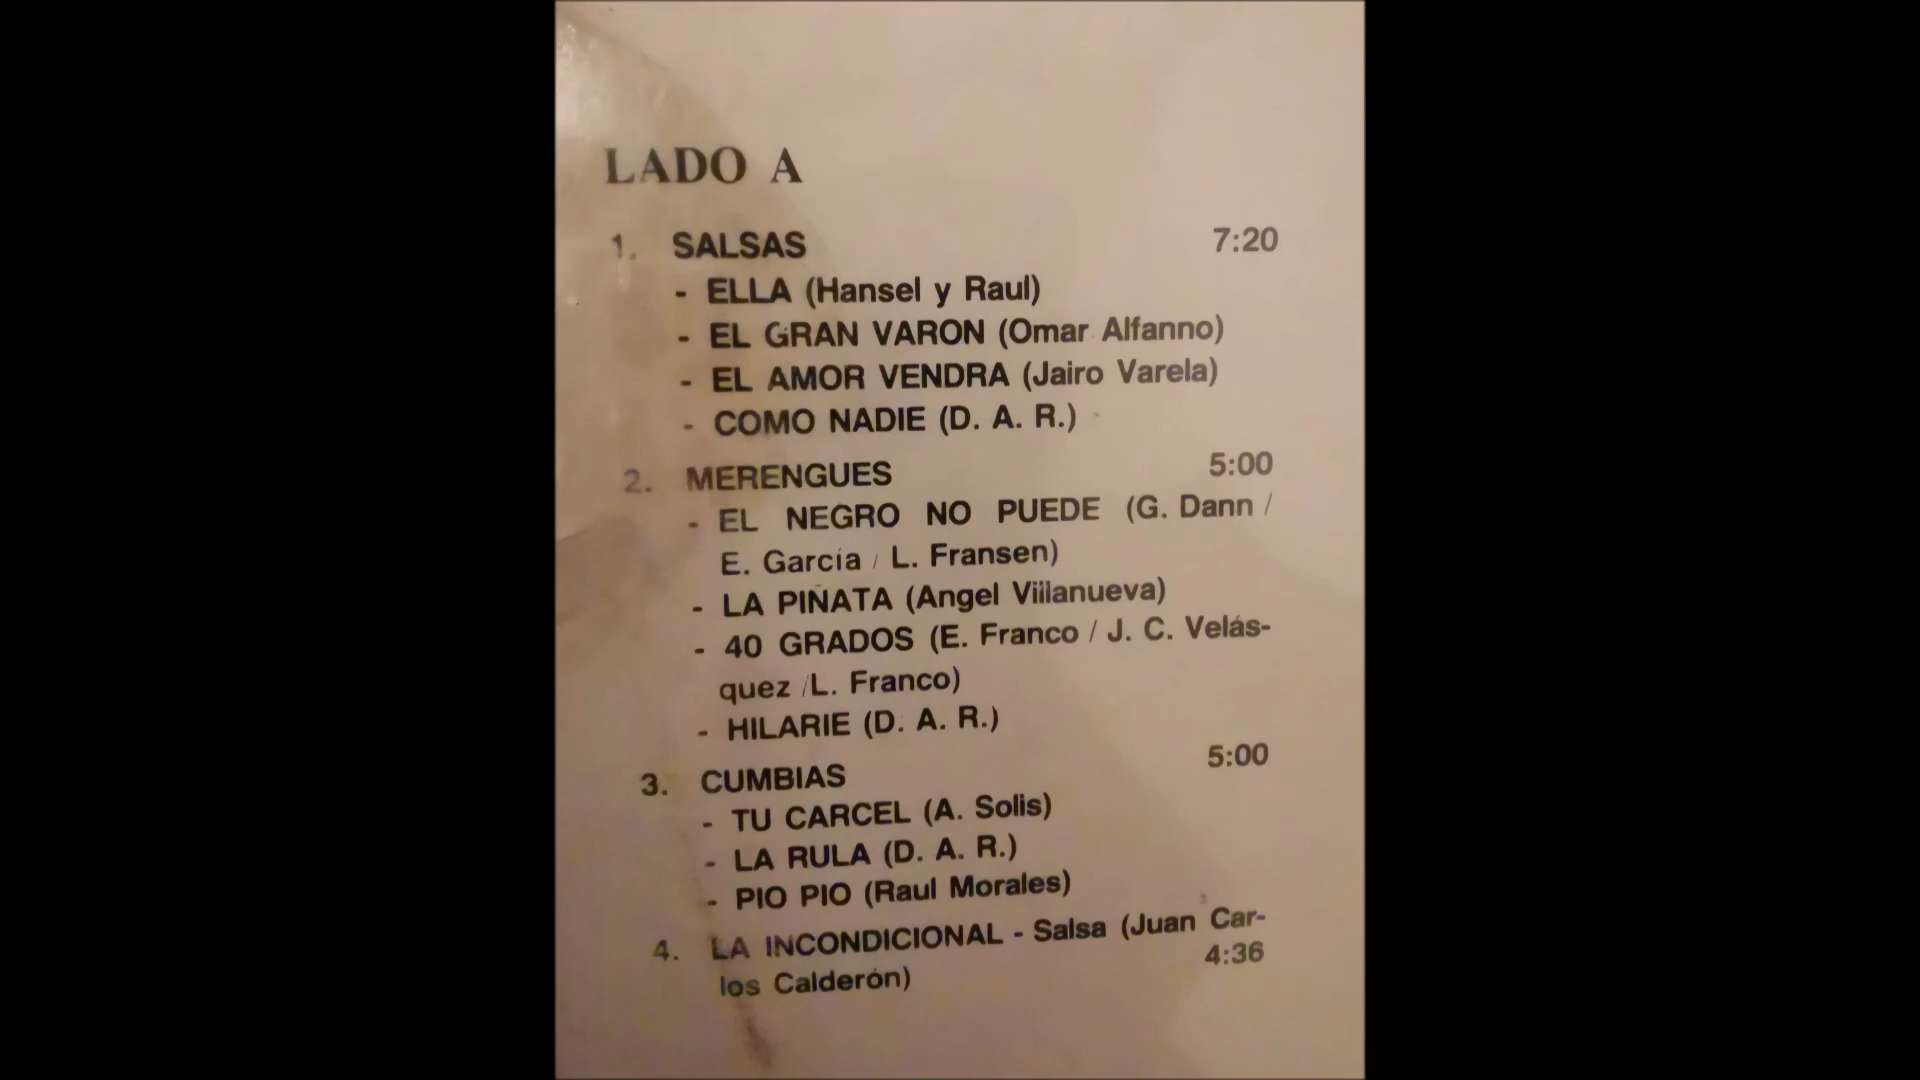 LADO A
1. SALSAS 7:20
- ELLA (Hansel y Raul)
- EL GRAN VARON (Omar Alfanno)
- EL AMOR VENDRA (Jairo Varela)
- COMO NADIE (D. A. R.)
2. MERENGUES 5:00
- EL NEGRO NO PUEDE (G. Dann /
E. García / L. Fransen)
- LA PIÑATA (Angel Villanueva)
- 40 GRADOS (E. Franco / J. C. Velás-
quez /L. Franco)
- HILARIE (D. A. R.)
3. CUMBIAS 5:00
- TU CARCEL (A. Solis)
- LA RULA (D. A. R.)
- PIO PIO (Raul Morales)
4. LA INCONDICIONAL - Salsa (Juan Car-
los Calderón) 4:36